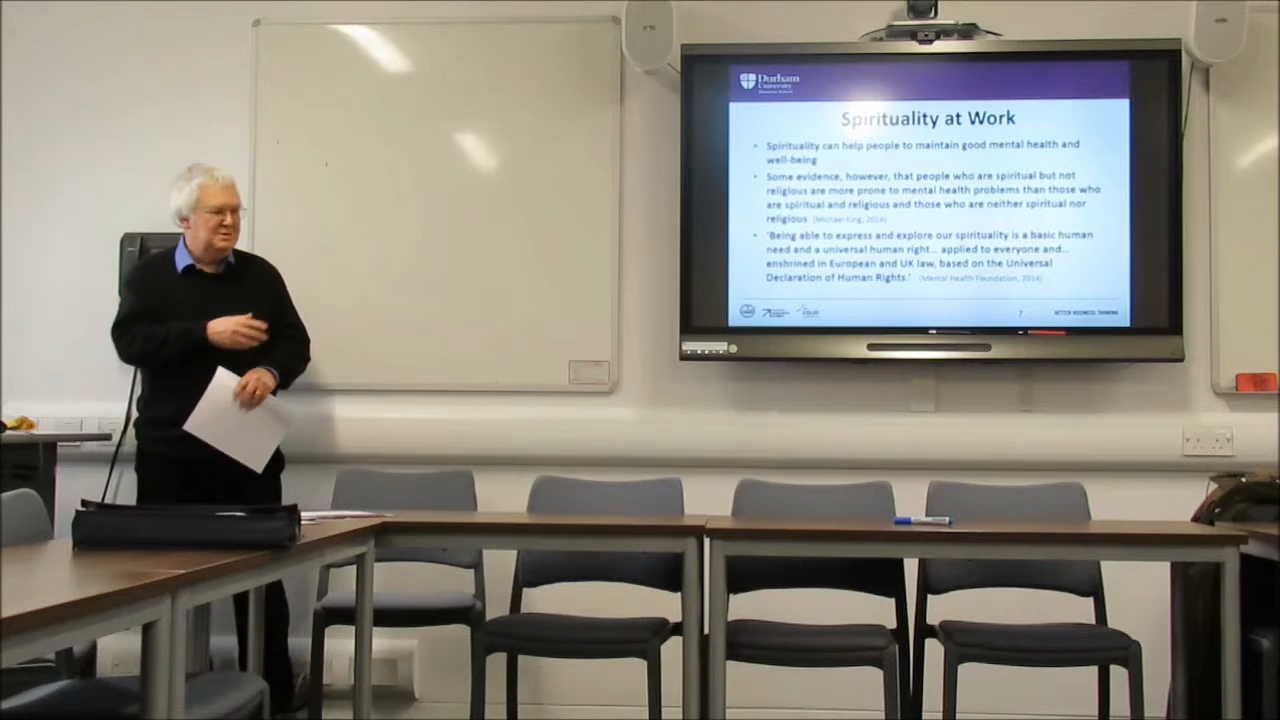 Durham
University
Spirituality at Work
• Spirituality can help people to maintain good mental health and
well-being
• Some evidence, however, that people who are spiritual but not
religious are more prone to mental health problems than those who
are spiritual and religious and those who are neither spiritual nor
religious (Michael King, 2014)
• 'Being able to express and explore our spirituality is a basic human
need and a universal human right... applied to everyone and...
enshrined in European and UK law, based on the Universal
Declaration of Human Rights.' (Mental Health Foundation, 2014)
7
BETTER BUSINESS THINKING